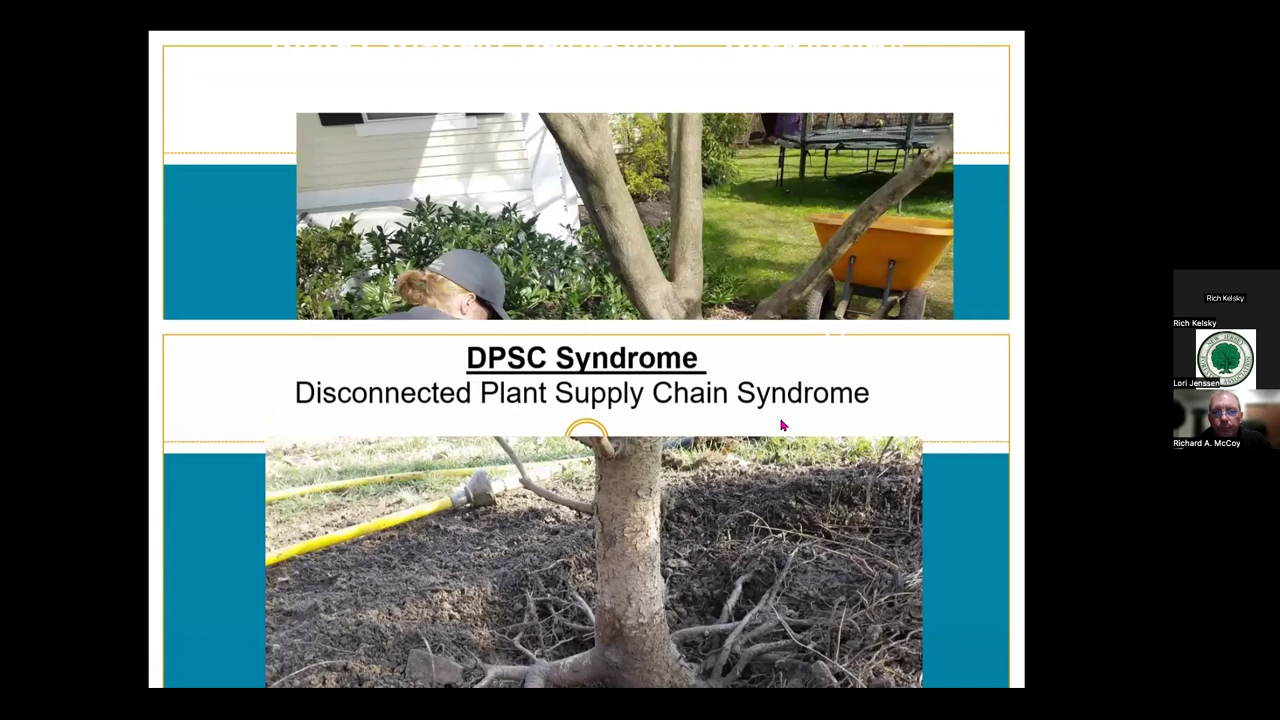 DPSC Syndrome
Disconnected Plant Supply Chain Syndrome
Rich Kelsky
Rich Kelsky
Lori Jenssen
Richard A. McCoy